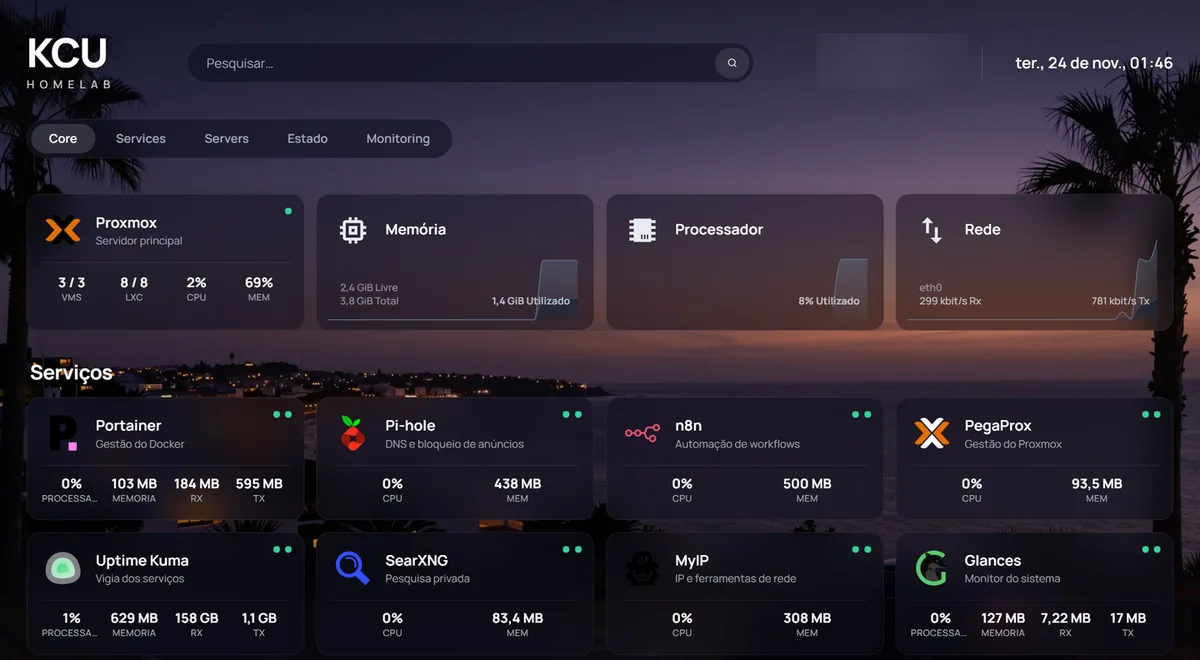 KCU
HOMELAB
Pesquisar...
ter., 24 de nov., 01:46
Core Services Servers Estado Monitoring
Proxmox
Servidor principal
3 / 3 8 / 8 2% 69%
VMS LXC CPU MEM
Memória
2,4 GiB Livre
3,8 GiB Total 1,4 GiB Utilizado
Processador
8% Utilizado
Rede
eth0
299 kbit/s Rx 781 kbit/s Tx
Serviços
Portainer
Gestão do Docker
0% 103 MB 184 MB 595 MB
PROCESSA... MEMORIA RX TX
Pi-hole
DNS e bloqueio de anúncios
0% 438 MB
CPU MEM
n8n
Automação de workflows
0% 500 MB
CPU MEM
PegaProx
Gestão do Proxmox
0% 93,5 MB
CPU MEM
Uptime Kuma
Vigia dos serviços
1% 629 MB 158 GB 1,1 GB
PROCESSA... MEMORIA RX TX
SearXNG
Pesquisa privada
0% 83,4 MB
CPU MEM
MyIP
IP e ferramentas de rede
0% 308 MB
CPU MEM
Glances
Monitor do sistema
0% 127 MB 7,22 MB 17 MB
PROCESSA... MEMORIA RX TX